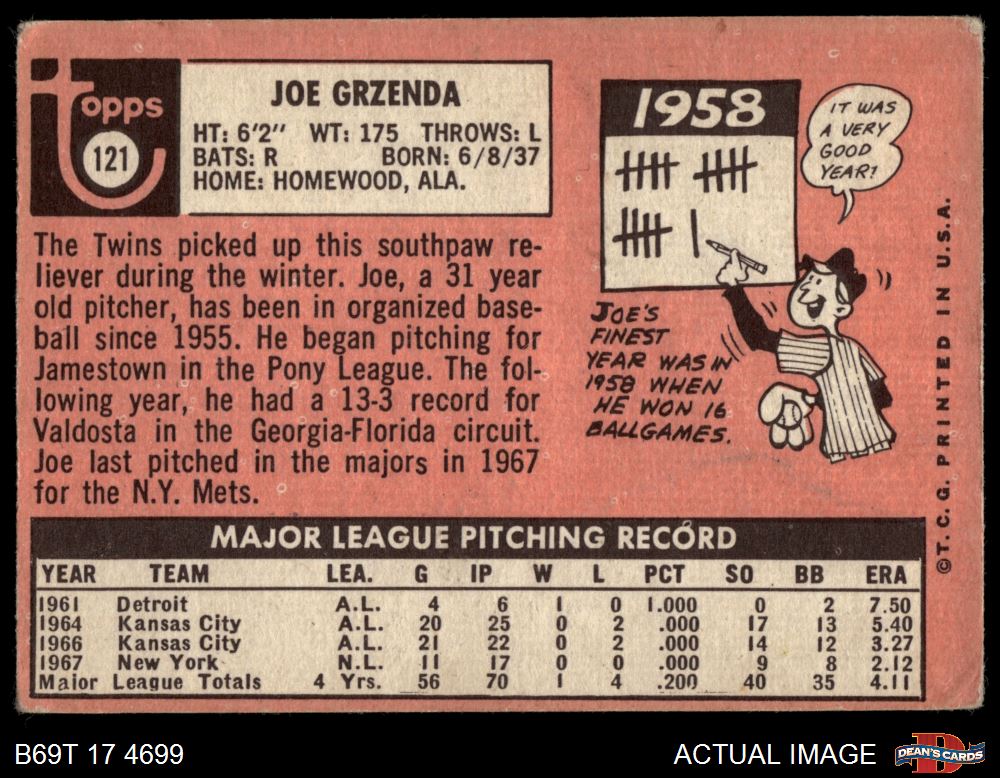 Topps
121
JOE GRZENDA
HT: 6'2" WT: 175 THROWS: L
BATS: R BORN: 6/8/37
HOME: HOMEWOOD, ALA.
The Twins picked up this southpaw re-
liever during the winter. Joe, a 31 year
old pitcher, has been in organized base-
ball since 1955. He began pitching for
Jamestown in the Pony League. The fol-
lowing year, he had a 13-3 record for
Valdosta in the Georgia-Florida circuit.
Joe last pitched in the majors in 1967
for the N.Y. Mets.
1958
IT WAS
A VERY
GOOD
YEAR!
JOE'S
FINEST
YEAR WAS IN
1958 WHEN
HE WON 16
BALLGAMES.
©T. C. G. PRINTED IN U.S.A.
MAJOR LEAGUE PITCHING RECORD
YEAR TEAM LEA. G IP W L PCT SO BB ERA
1961 Detroit A.L. 4 6 1 0 1.000 0 2 7.50
1964 Kansas City A.L. 20 25 0 2 .000 17 13 5.40
1966 Kansas City A.L. 21 22 0 2 .000 14 12 3.27
1967 New York N.L. 11 17 0 0 .000 9 8 2.12
Major League Totals 4 Yrs. 56 70 1 4 .200 40 35 4.11
B69T 17 4699
ACTUAL IMAGE
DEAN'S CARDS